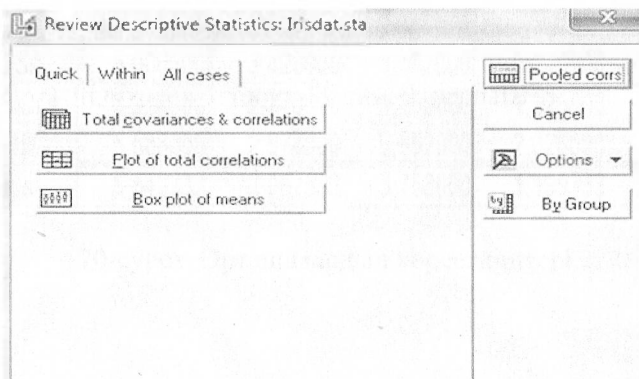 Review Descriptive Statistics: Irisdat.sta
Quick Within All cases
Total covariances & correlations
Plot of total correlations
Box plot of means
Pooled corrs
Cancel
Options
By Group